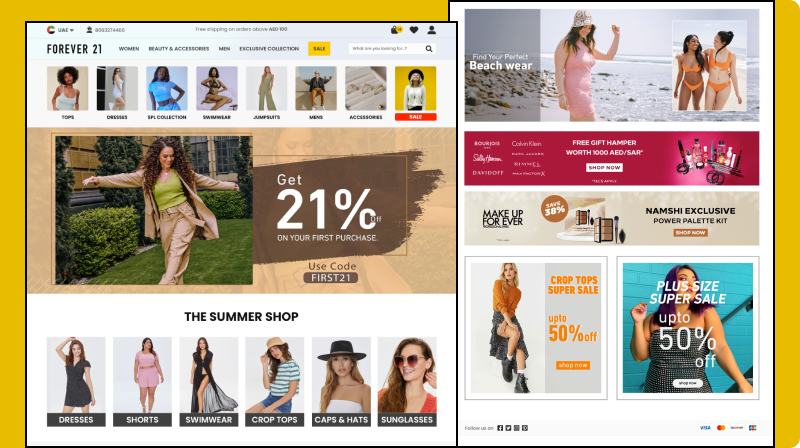 UAE
8003274400
Free shipping on orders above AED 100
FOREVER 21
WOMEN
BEAUTY & ACCESSORIES
MEN
EXCLUSIVE COLLECTION
SALE
What are you looking for..?
TOPS
DRESSES
SPL COLLECTION
SWIMWEAR
JUMPSUITS
MENS
ACCESSORIES
SALE
Get
21%
off
ON YOUR FIRST PURCHASE.
Use Code
FIRST21
THE SUMMER SHOP
DRESSES
SHORTS
SWIMWEAR
CROP TOPS
CAPS & HATS
SUNGLASSES
Find Your Perfect
Beach wear
BOURJOIS
Calvin Klein
Sally Hansen
MARC JACOBS
RIMMEL
DAVIDOFF
MAX FACTOR X
FREE GIFT HAMPER
WORTH 1000 AED/SAR*
SHOP NOW
*T&CS APPLY.
MAKE UP
FOR EVER
SAVE
38%
NAMSHI EXCLUSIVE
POWER PALETTE KIT
SHOP NOW
CROP TOPS
SUPER SALE
upto
50% off
shop now
PLUS SIZE
SUPER SALE
upto
50%
off
shop now
Follow us on
VISA